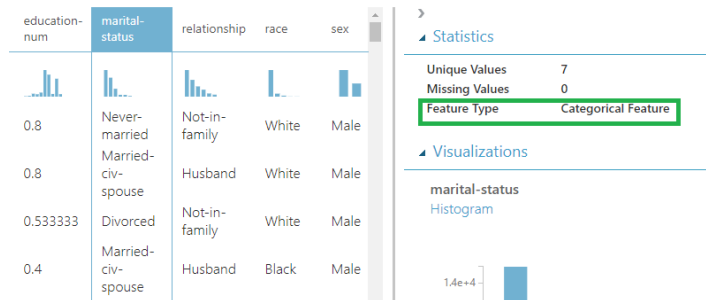 education-num marital-status relationship race sex
0.8 Never-married Not-in-family White Male
0.8 Married-civ-spouse Husband White Male
0.533333 Divorced Not-in-family White Male
0.4 Married-civ-spouse Husband Black Male
Statistics
Unique Values 7
Missing Values 0
Feature Type Categorical Feature
Visualizations
marital-status
Histogram
1.4e+4